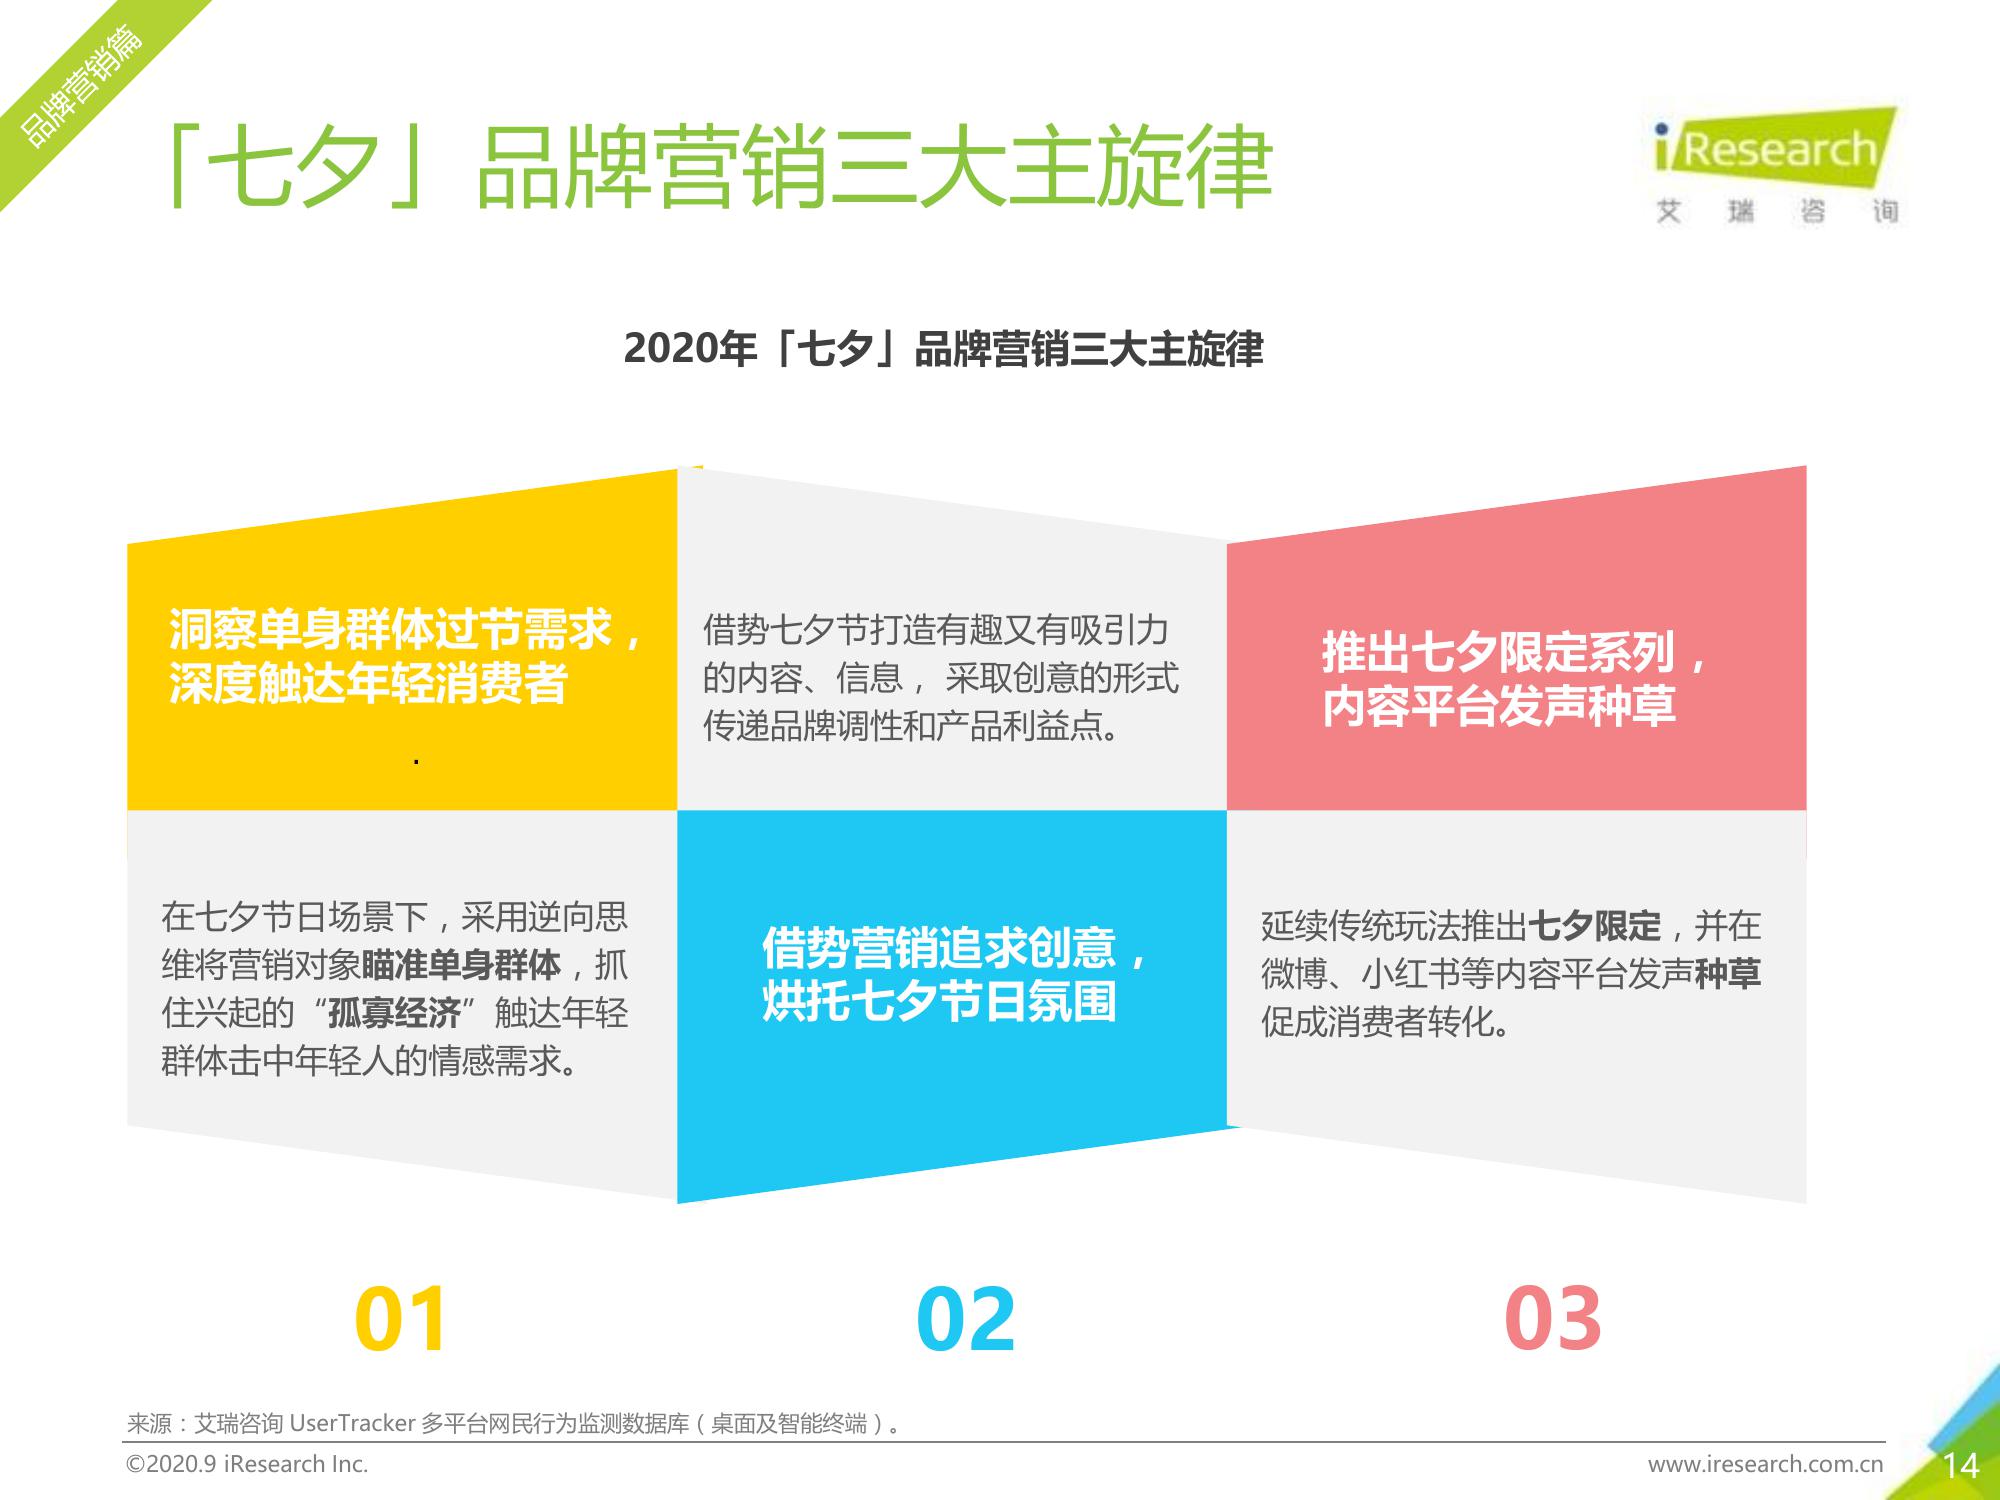 品牌营销篇
「七夕」品牌营销三大主旋律
iResearch
艾瑞咨询
2020年「七夕」品牌营销三大主旋律
洞察单身群体过节需求，
深度触达年轻消费者
.
在七夕节日场景下，采用逆向思
维将营销对象瞄准单身群体，抓
住兴起的“孤寡经济”触达年轻
群体击中年轻人的情感需求。
01
借势七夕节打造有趣又有吸引力
的内容、信息， 采取创意的形式
传递品牌调性和产品利益点。
借势营销追求创意，
烘托七夕节日氛围
02
推出七夕限定系列，
内容平台发声种草
延续传统玩法推出七夕限定，并在
微博、小红书等内容平台发声种草
促成消费者转化。
03
来源：艾瑞咨询 UserTracker 多平台网民行为监测数据库（桌面及智能终端）。
©2020.9 iResearch Inc.
www.iresearch.com.cn
14